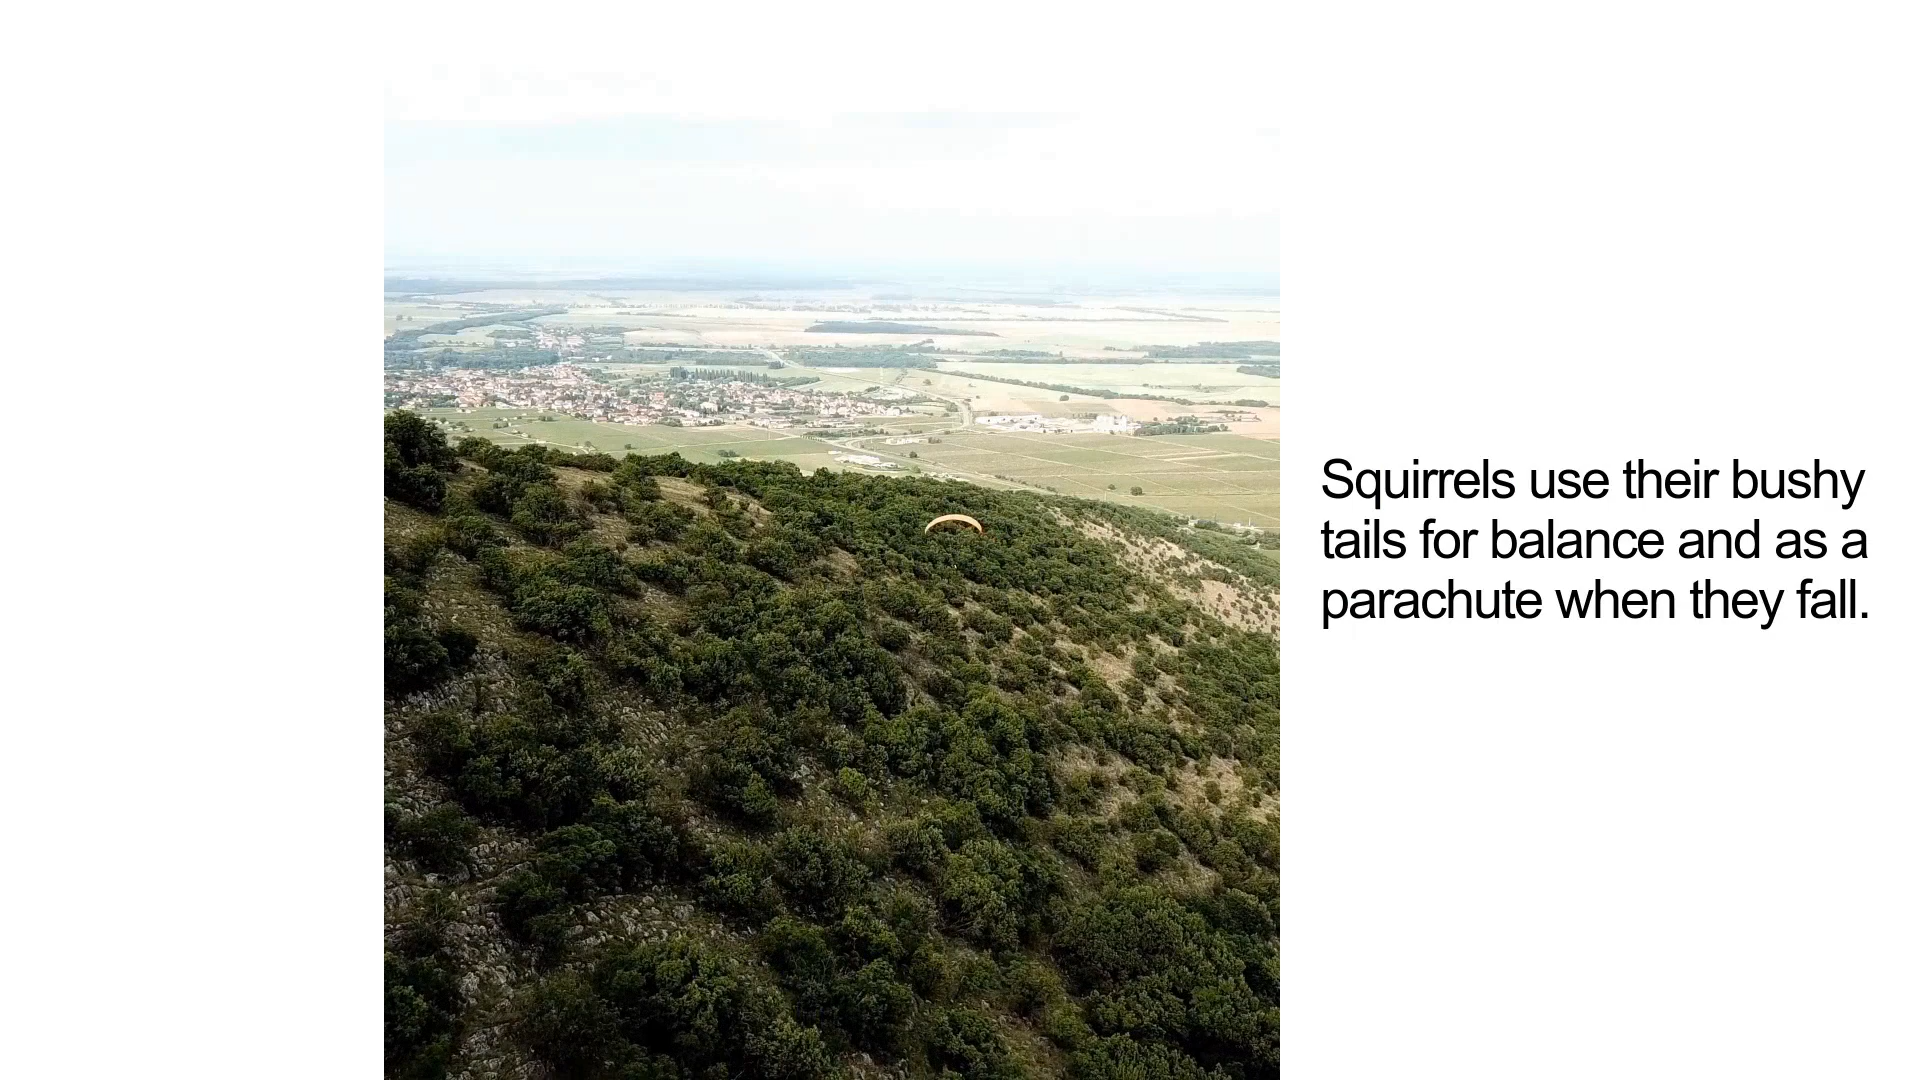 Squirrels use their bushy
tails for balance and as a
parachute when they fall.